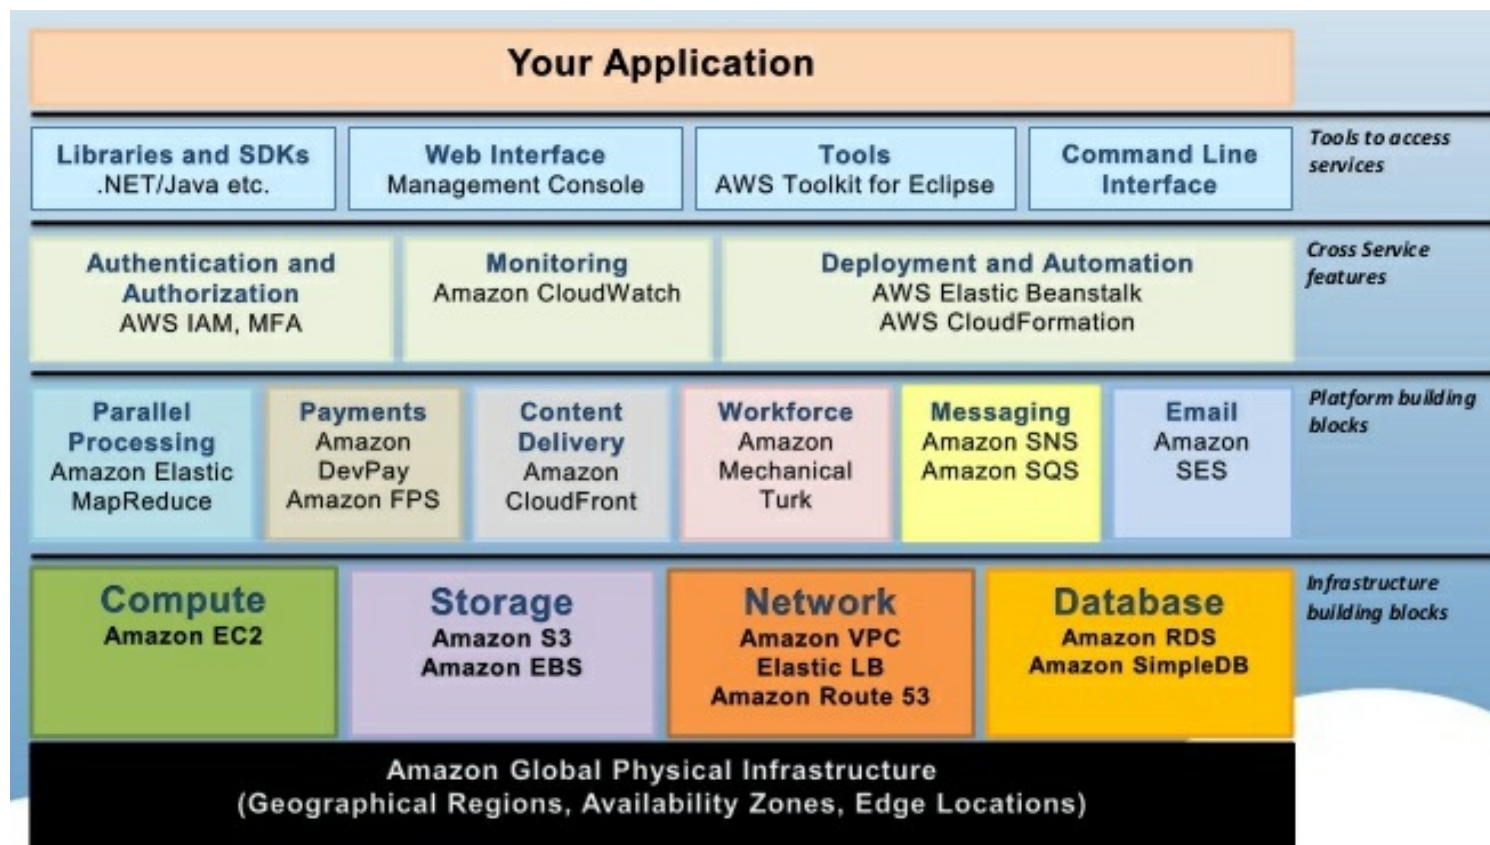 Your Application
Libraries and SDKs
.NET/Java etc.
Web Interface
Management Console
Tools
AWS Toolkit for Eclipse
Command Line
Interface
Tools to access
services
Authentication and
Authorization
AWS IAM, MFA
Monitoring
Amazon CloudWatch
Deployment and Automation
AWS Elastic Beanstalk
AWS CloudFormation
Cross Service
features
Parallel
Processing
Amazon Elastic
MapReduce
Payments
Amazon
DevPay
Amazon FPS
Content
Delivery
Amazon
CloudFront
Workforce
Amazon
Mechanical
Turk
Messaging
Amazon SNS
Amazon SQS
Email
Amazon
SES
Platform building
blocks
Compute
Amazon EC2
Storage
Amazon S3
Amazon EBS
Network
Amazon VPC
Elastic LB
Amazon Route 53
Database
Amazon RDS
Amazon SimpleDB
Infrastructure
building blocks
Amazon Global Physical Infrastructure
(Geographical Regions, Availability Zones, Edge Locations)